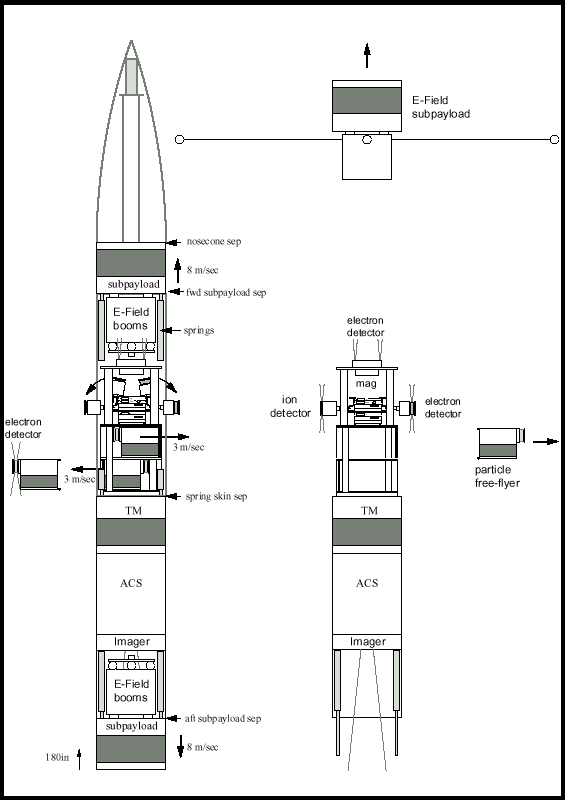 E-Field
subpayload
nosecone sep
8 m/sec
subpayload
fwd subpayload sep
E-Field
booms
springs
electron
detector
mag
ion
detector
electron
detector
electron
detector
3 m/sec
3 m/sec
particle
free-flyer
spring skin sep
TM
TM
ACS
ACS
Imager
Imager
E-Field
booms
aft subpayload sep
subpayload
8 m/sec
180in